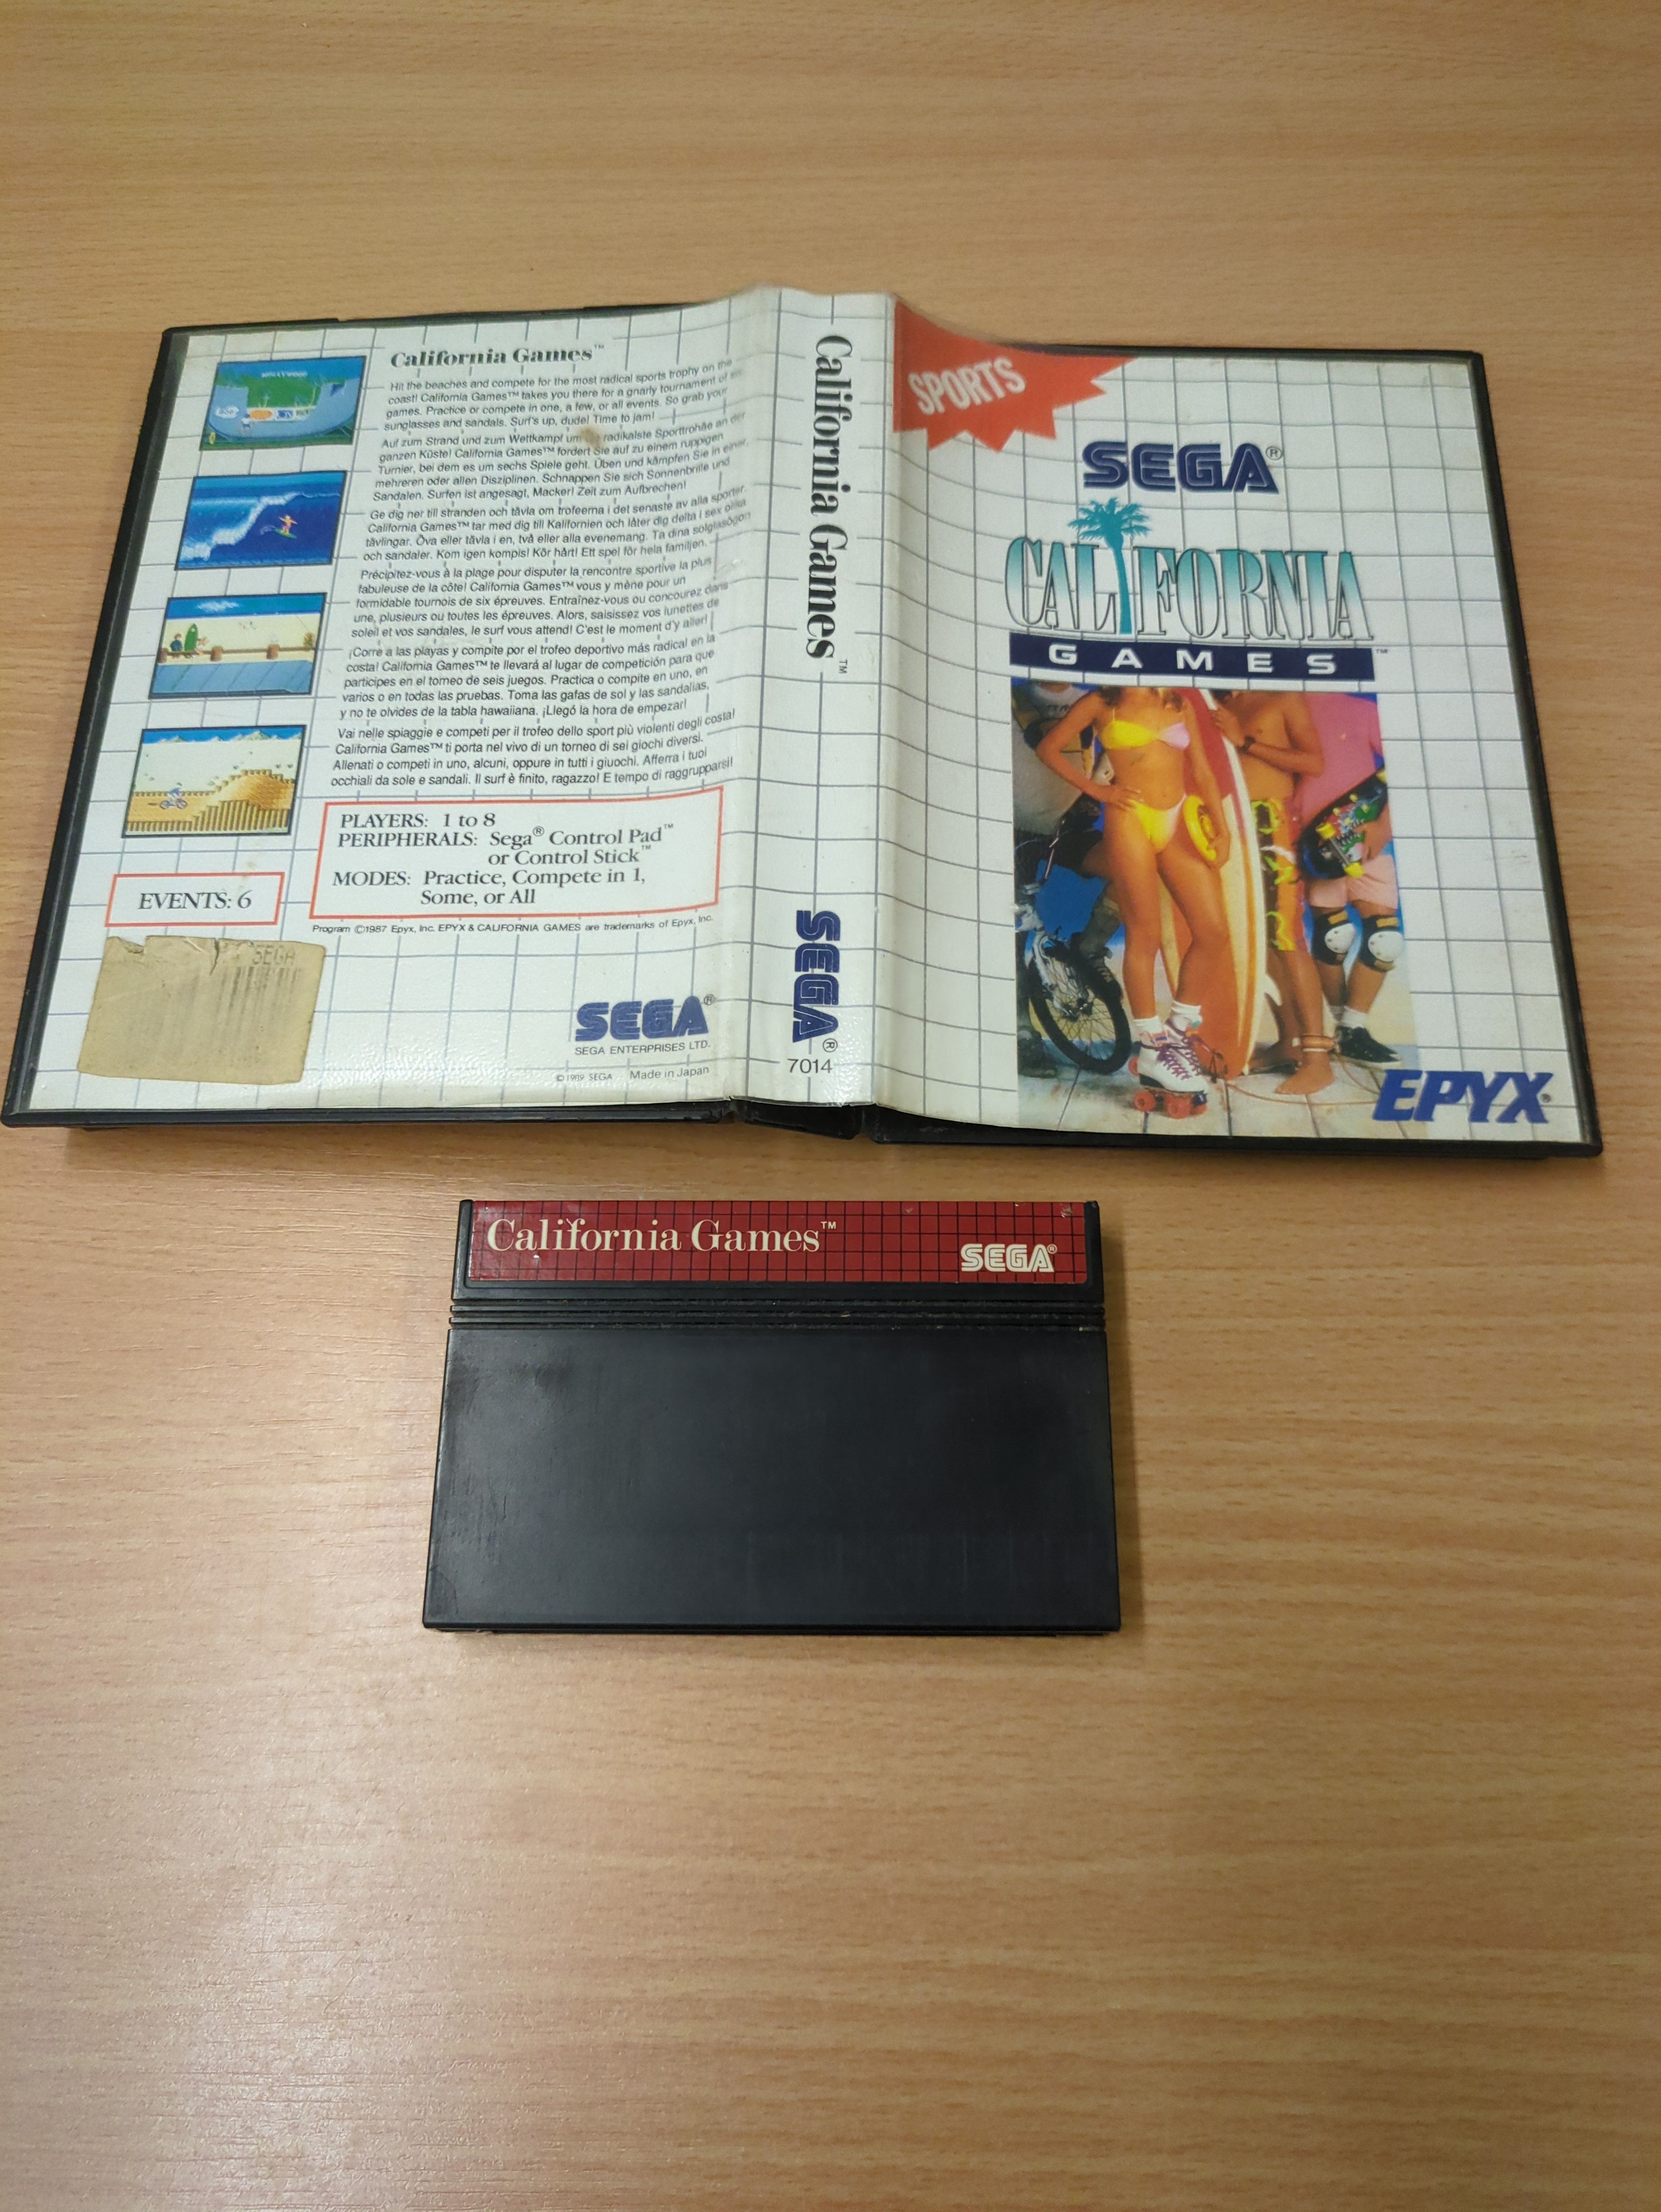 California Games™
Hit the beaches and compete for the most radical sports trophy on the
coast! California Games™ takes you there for a gnarly tournament of six
games. Practice or compete in one, a few, or all events. So grab your
sunglasses and sandals. Surf's up, dude! Time to jam!
Auf zum Strand und zum Wettkampf um radikalste Sporttrohäe an der
ganzen Küste! California Games™ fordert Sie auf zu einem ruppigen
Turnier, bei dem es um sechs Spiele geht. Üben und kämpfen Sie in einer,
mehreren oder allen Disziplinen. Schnappen Sie sich Sonnenbrille und
Sandalen. Surfen ist angesagt, Macker! Zeit zum Aufbrechen!
Ge dig ner till stranden och tävla om trofeerna i det senaste av alla sporter.
California Games™ tar med dig till Kalifornien och låter dig delta i sex olika
tävlingar. Öva eller tävla i en, två eller alla evenemang. Ta dina solglasögon
och sandaler. Kom igen kompis! Kör hårt! Ett spel för hela familjen.
Précipitez-vous à la plage pour disputer la rencontre sportive la plus
fabuleuse de la côte! California Games™ vous y mène pour un
formidable tournois de six épreuves. Entraînez-vous ou concourez dans
une, plusieurs ou toutes les épreuves. Alors, saisissez vos lunettes de
soleil et vos sandales, le surf vous attend! C'est le moment d'y aller!
¡Corre a las playas y compite por el trofeo deportivo más radical en la
costa! California Games™ te llevará al lugar de competición para que
participes en el torneo de seis juegos. Practica o compite en uno, en
varios o en todas las pruebas. Toma las gafas de sol y las sandalias,
y no te olvides de la tabla hawaiiana. ¡Llegó la hora de empezar!
Vai nelle spiaggie e competi per il trofeo dello sport più violenti degli costa!
California Games™ ti porta nel vivo di un torneo di sei giochi diversi.
Allenati o competi in uno, alcuni, oppure in tutti i giuochi. Afferra i tuoi
occhiali da sole e sandali. Il surf è finito, ragazzo! E tempo di raggrupparsi!
PLAYERS: 1 to 8
PERIPHERALS: Sega® Control Pad™
or Control Stick™
MODES: Practice, Compete in 1,
Some, or All
EVENTS: 6
Program ©1987 Epyx, Inc. EPYX & CALIFORNIA GAMES are trademarks of Epyx, Inc.
SEGA
SEGA®
SEGA ENTERPRISES LTD.
©1989 SEGA Made in Japan
California Games™
SEGA®
7014
SPORTS
SEGA®
CALIFORNIA
GAMES™
EPYX®
California Games™
SEGA®